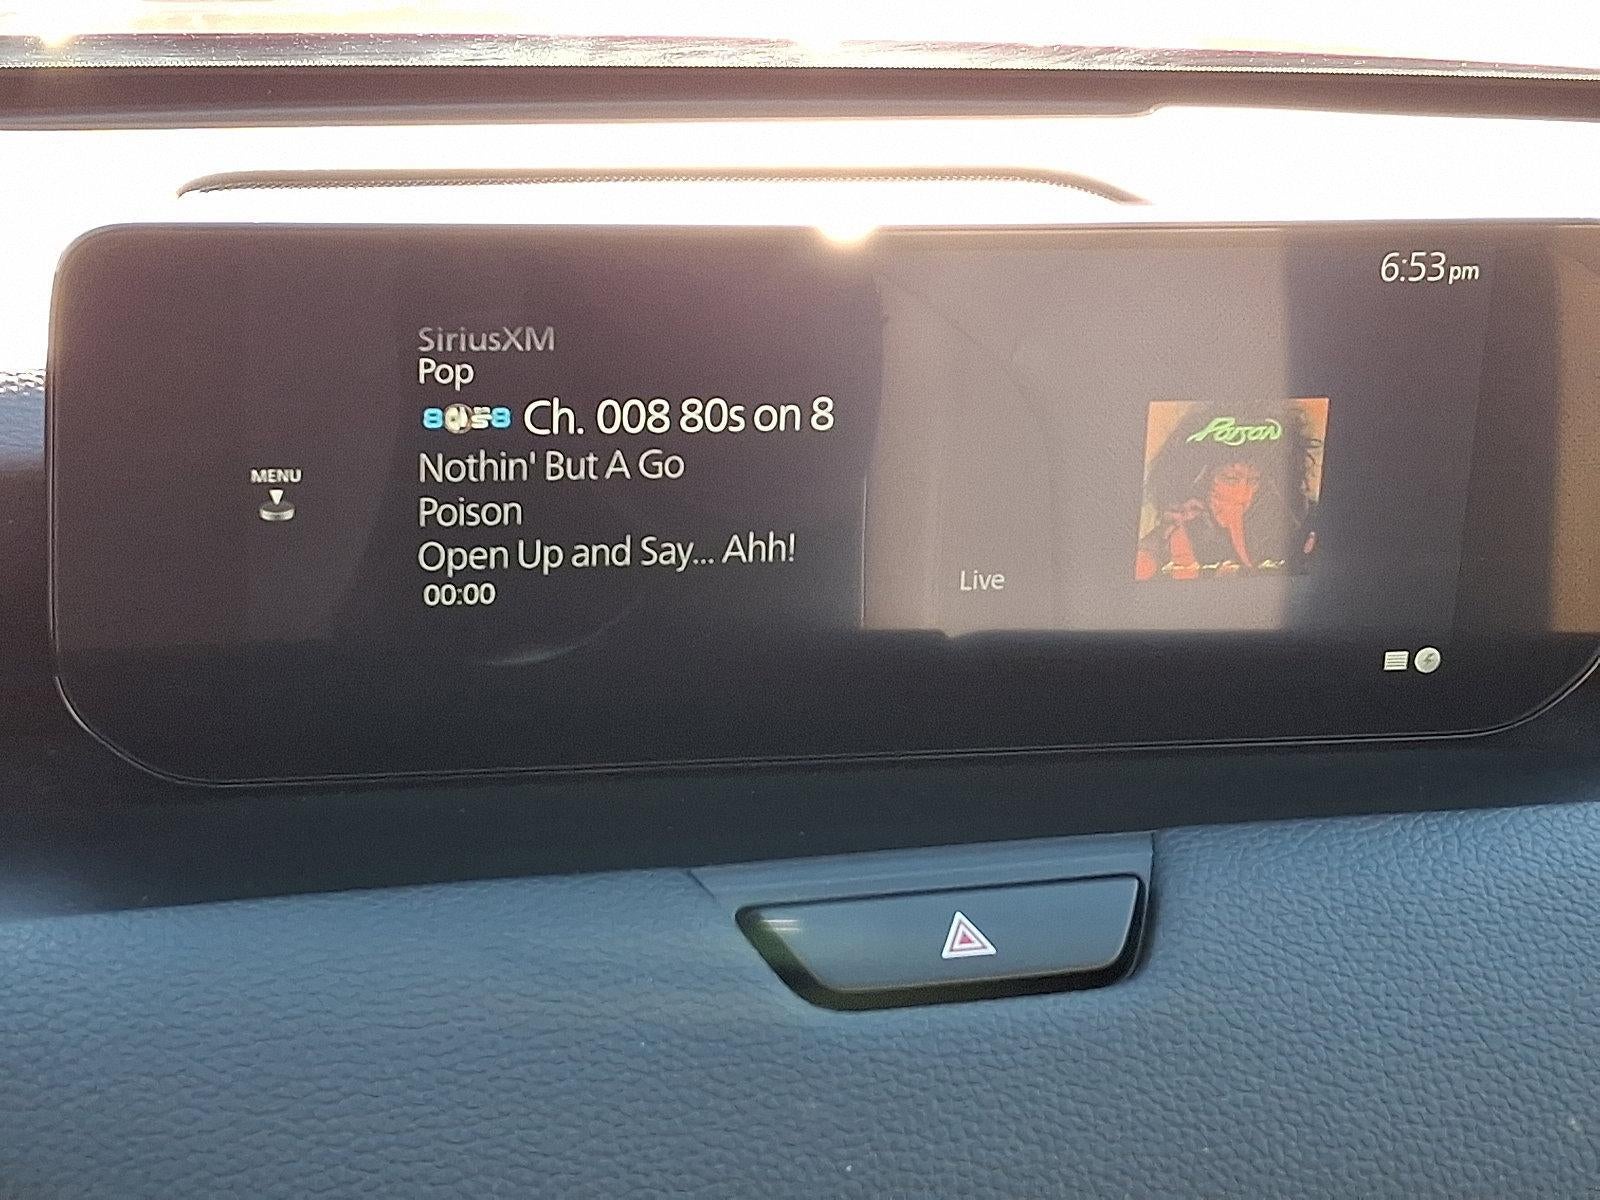 6:53pm
SiriusXM
Pop
80s8 Ch. 008 80s on 8
Nothin' But A Go
MENU
Poison
Open Up and Say... Ahh!
00:00
Poison
Live